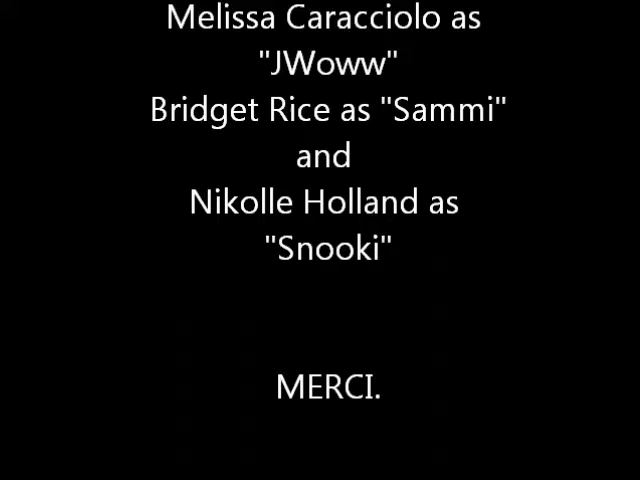 Melissa Caracciolo as
"JWoww"
Bridget Rice as "Sammi"
and
Nikolle Holland as
"Snooki"
MERCI.